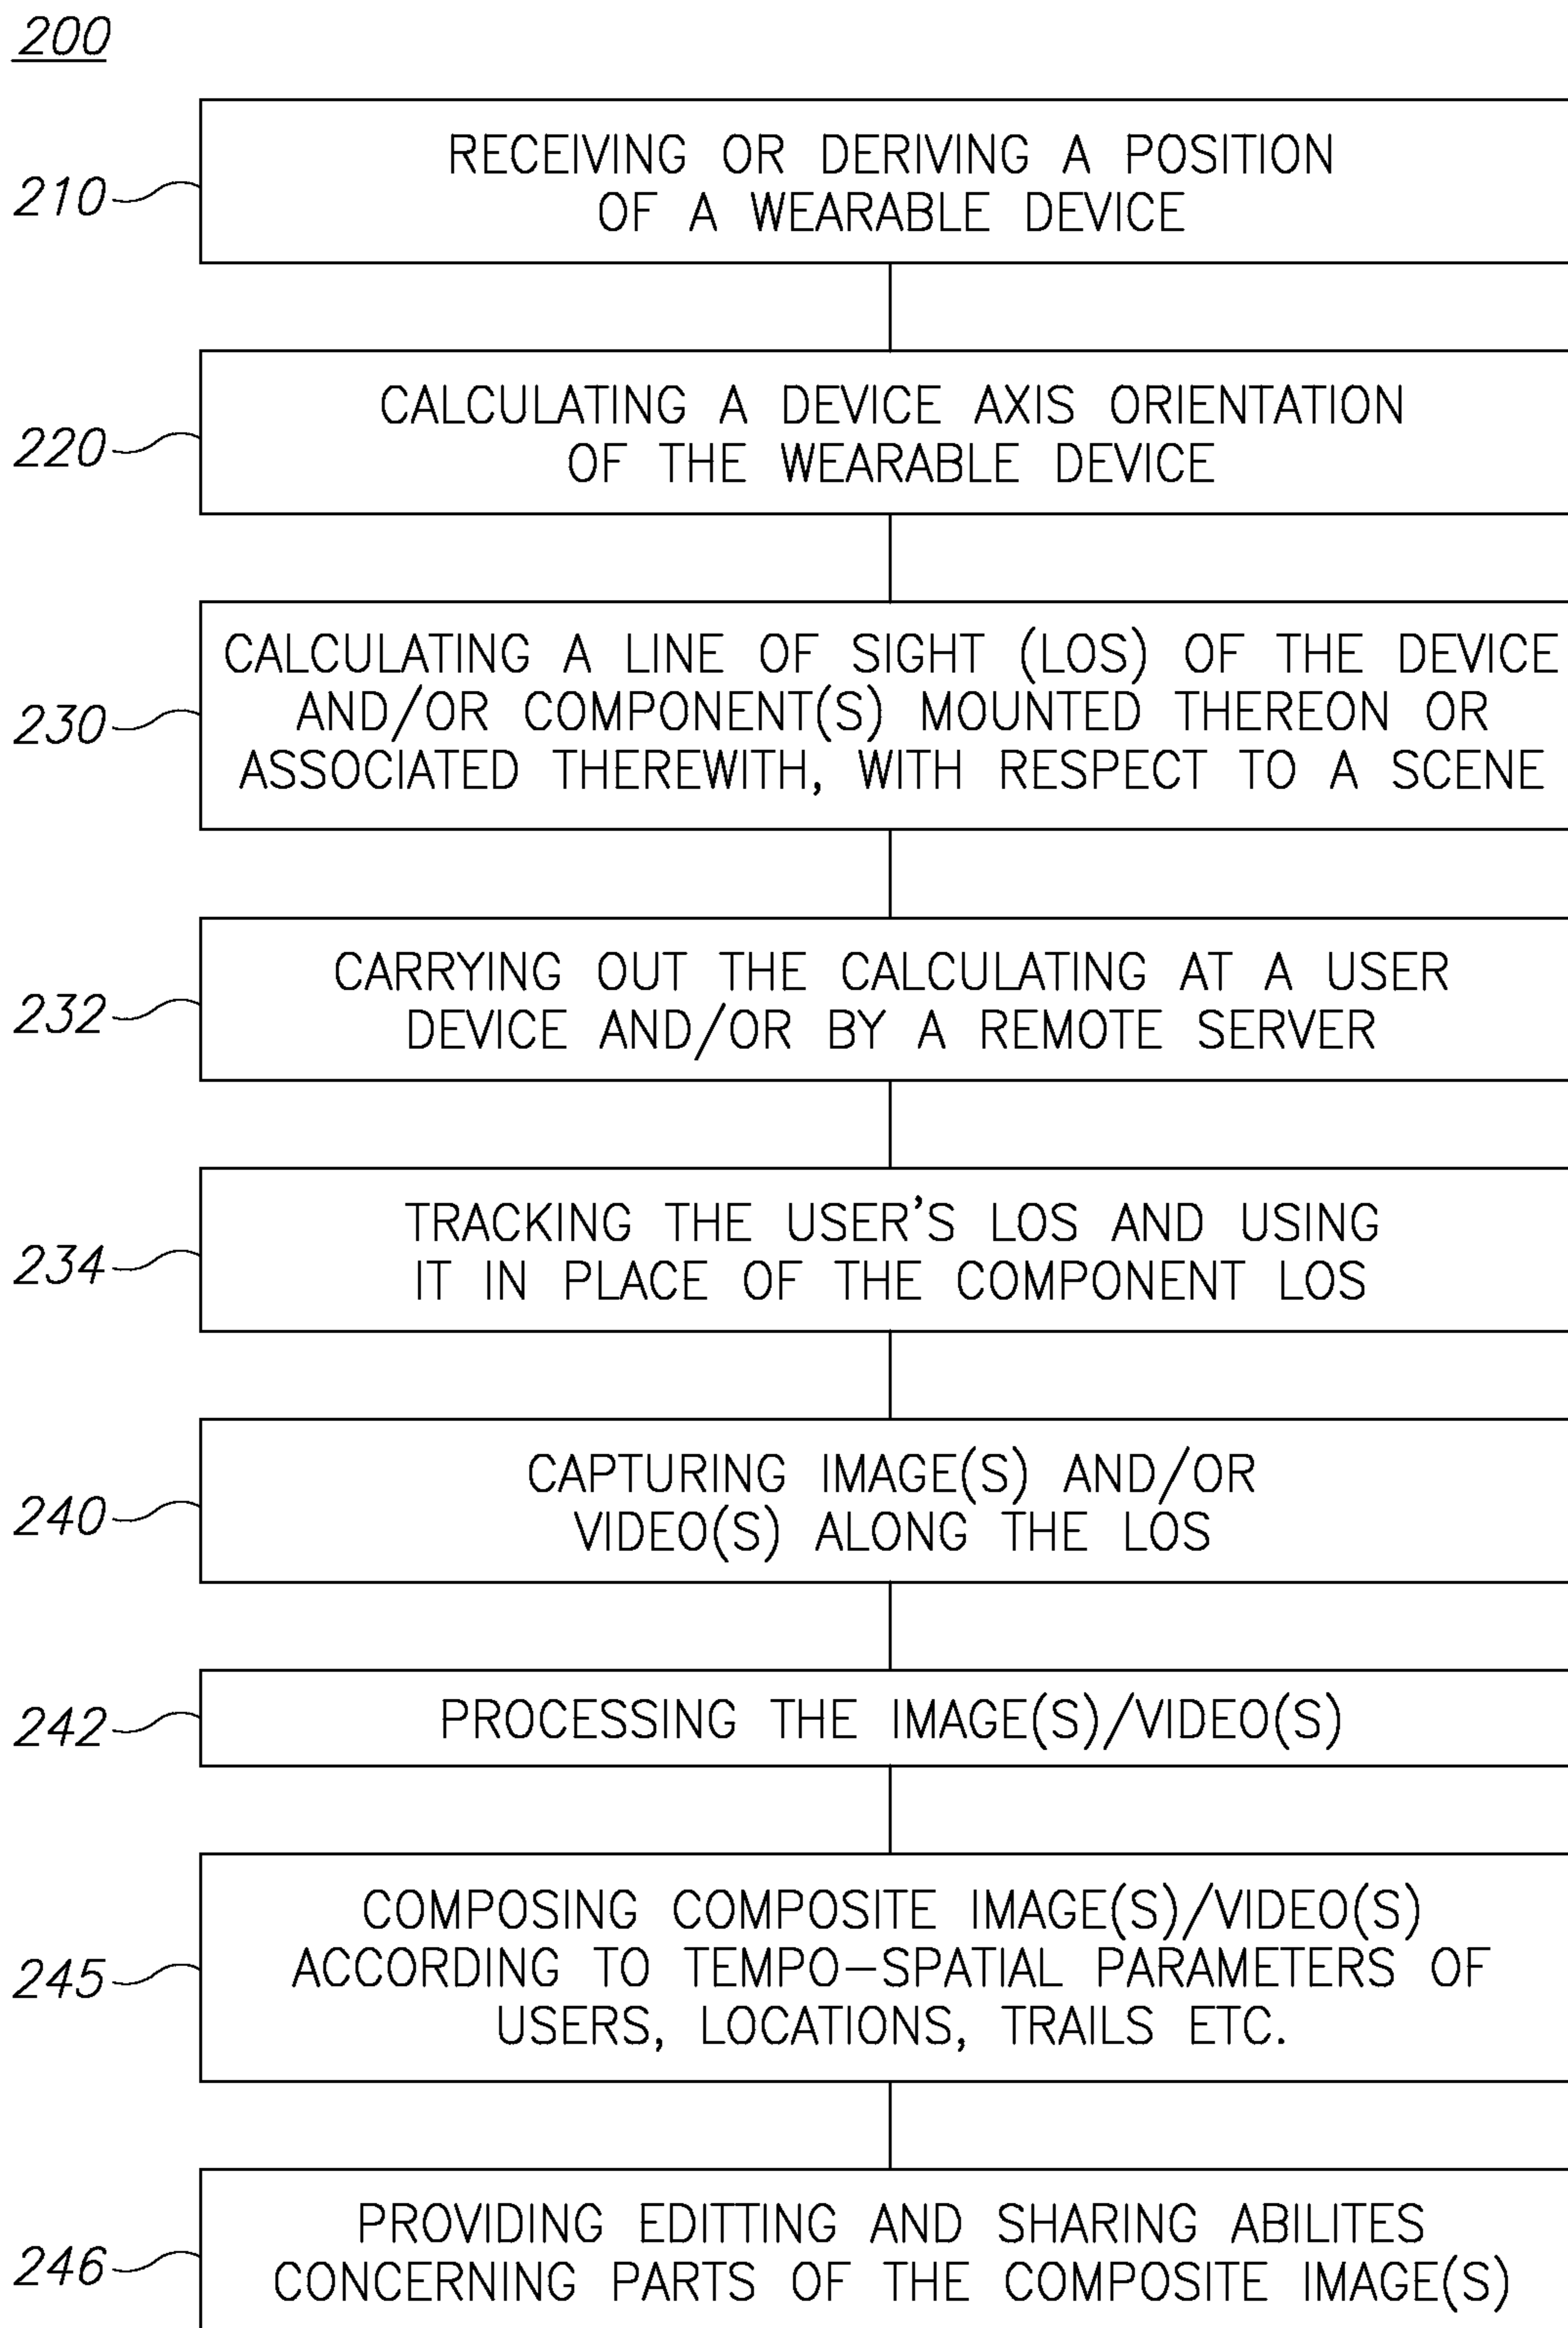 200
RECEIVING OR DERIVING A POSITION
OF A WEARABLE DEVICE
210
CALCULATING A DEVICE AXIS ORIENTATION
OF THE WEARABLE DEVICE
220
CALCULATING A LINE OF SIGHT (LOS) OF THE DEVICE
AND/OR COMPONENT(S) MOUNTED THEREON OR
ASSOCIATED THEREWITH, WITH RESPECT TO A SCENE
230
CARRYING OUT THE CALCULATING AT A USER
DEVICE AND/OR BY A REMOTE SERVER
232
TRACKING THE USER'S LOS AND USING
IT IN PLACE OF THE COMPONENT LOS
234
CAPTURING IMAGE(S) AND/OR
VIDEO(S) ALONG THE LOS
240
PROCESSING THE IMAGE(S)/VIDEO(S)
242
COMPOSING COMPOSITE IMAGE(S)/VIDEO(S)
ACCORDING TO TEMPO-SPATIAL PARAMETERS OF
USERS, LOCATIONS, TRAILS ETC.
245
PROVIDING EDITTING AND SHARING ABILITES
CONCERNING PARTS OF THE COMPOSITE IMAGE(S)
246